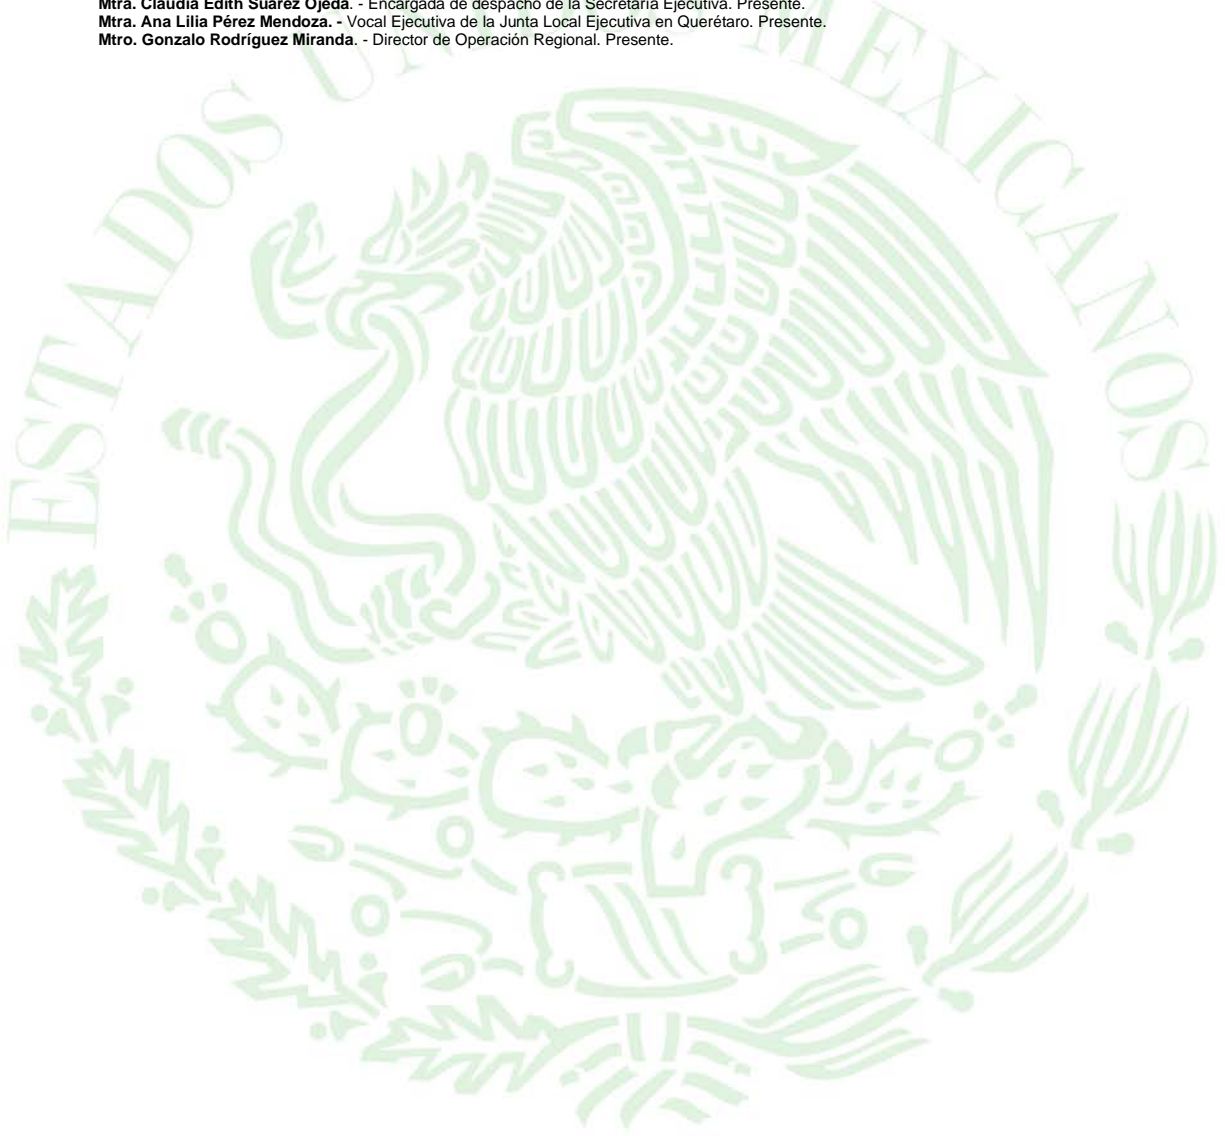 Mtra. Claudia Edith Suárez Ojeda. - Encargada de despacho de la Secretaría Ejecutiva. Presente.
Mtra. Ana Lilia Pérez Mendoza. - Vocal Ejecutiva de la Junta Local Ejecutiva en Querétaro. Presente.
Mtro. Gonzalo Rodríguez Miranda. - Director de Operación Regional. Presente.
ESTADOS UNIDOS MEXICANOS